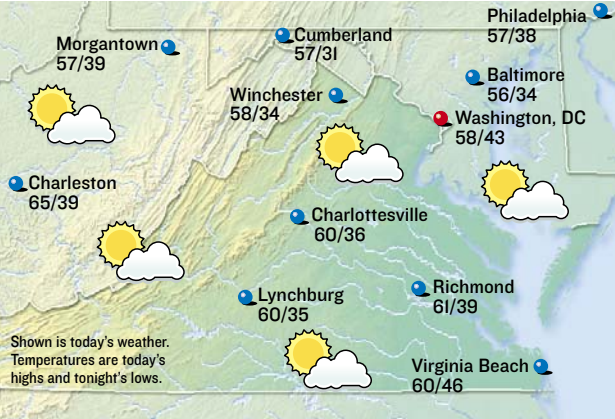 Philadelphia
57/38
Cumberland
57/31
Morgantown
57/39
Baltimore
56/34
Winchester
58/34
Washington, DC
58/43
Charleston
65/39
Charlottesville
60/36
Richmond
61/39
Lynchburg
60/35
Shown is today's weather.
Temperatures are today's
highs and tonight's lows.
Virginia Beach
60/46